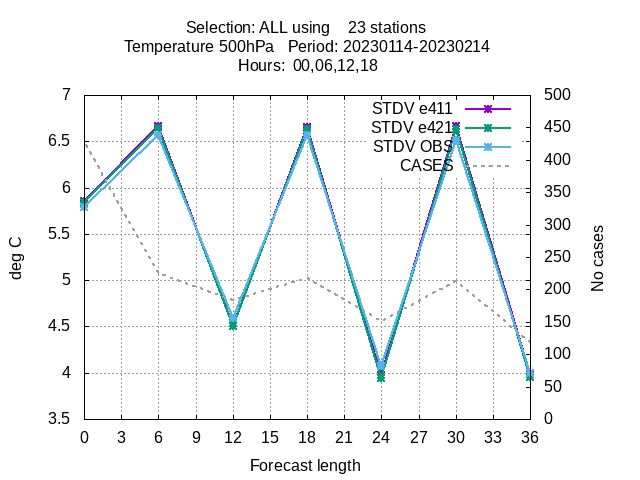 Selection: ALL using 23 stations
Temperature 500hPa Period: 20230114-20230214
Hours: 00,06,12,18
STDV e411
STDV e421
STDV OBS
CASES
7
6.5
6
5.5
5
4.5
4
3.5
deg C
500
450
400
350
300
250
200
150
100
50
0
No cases
0 3 6 9 12 15 18 21 24 27 30 33 36
Forecast length